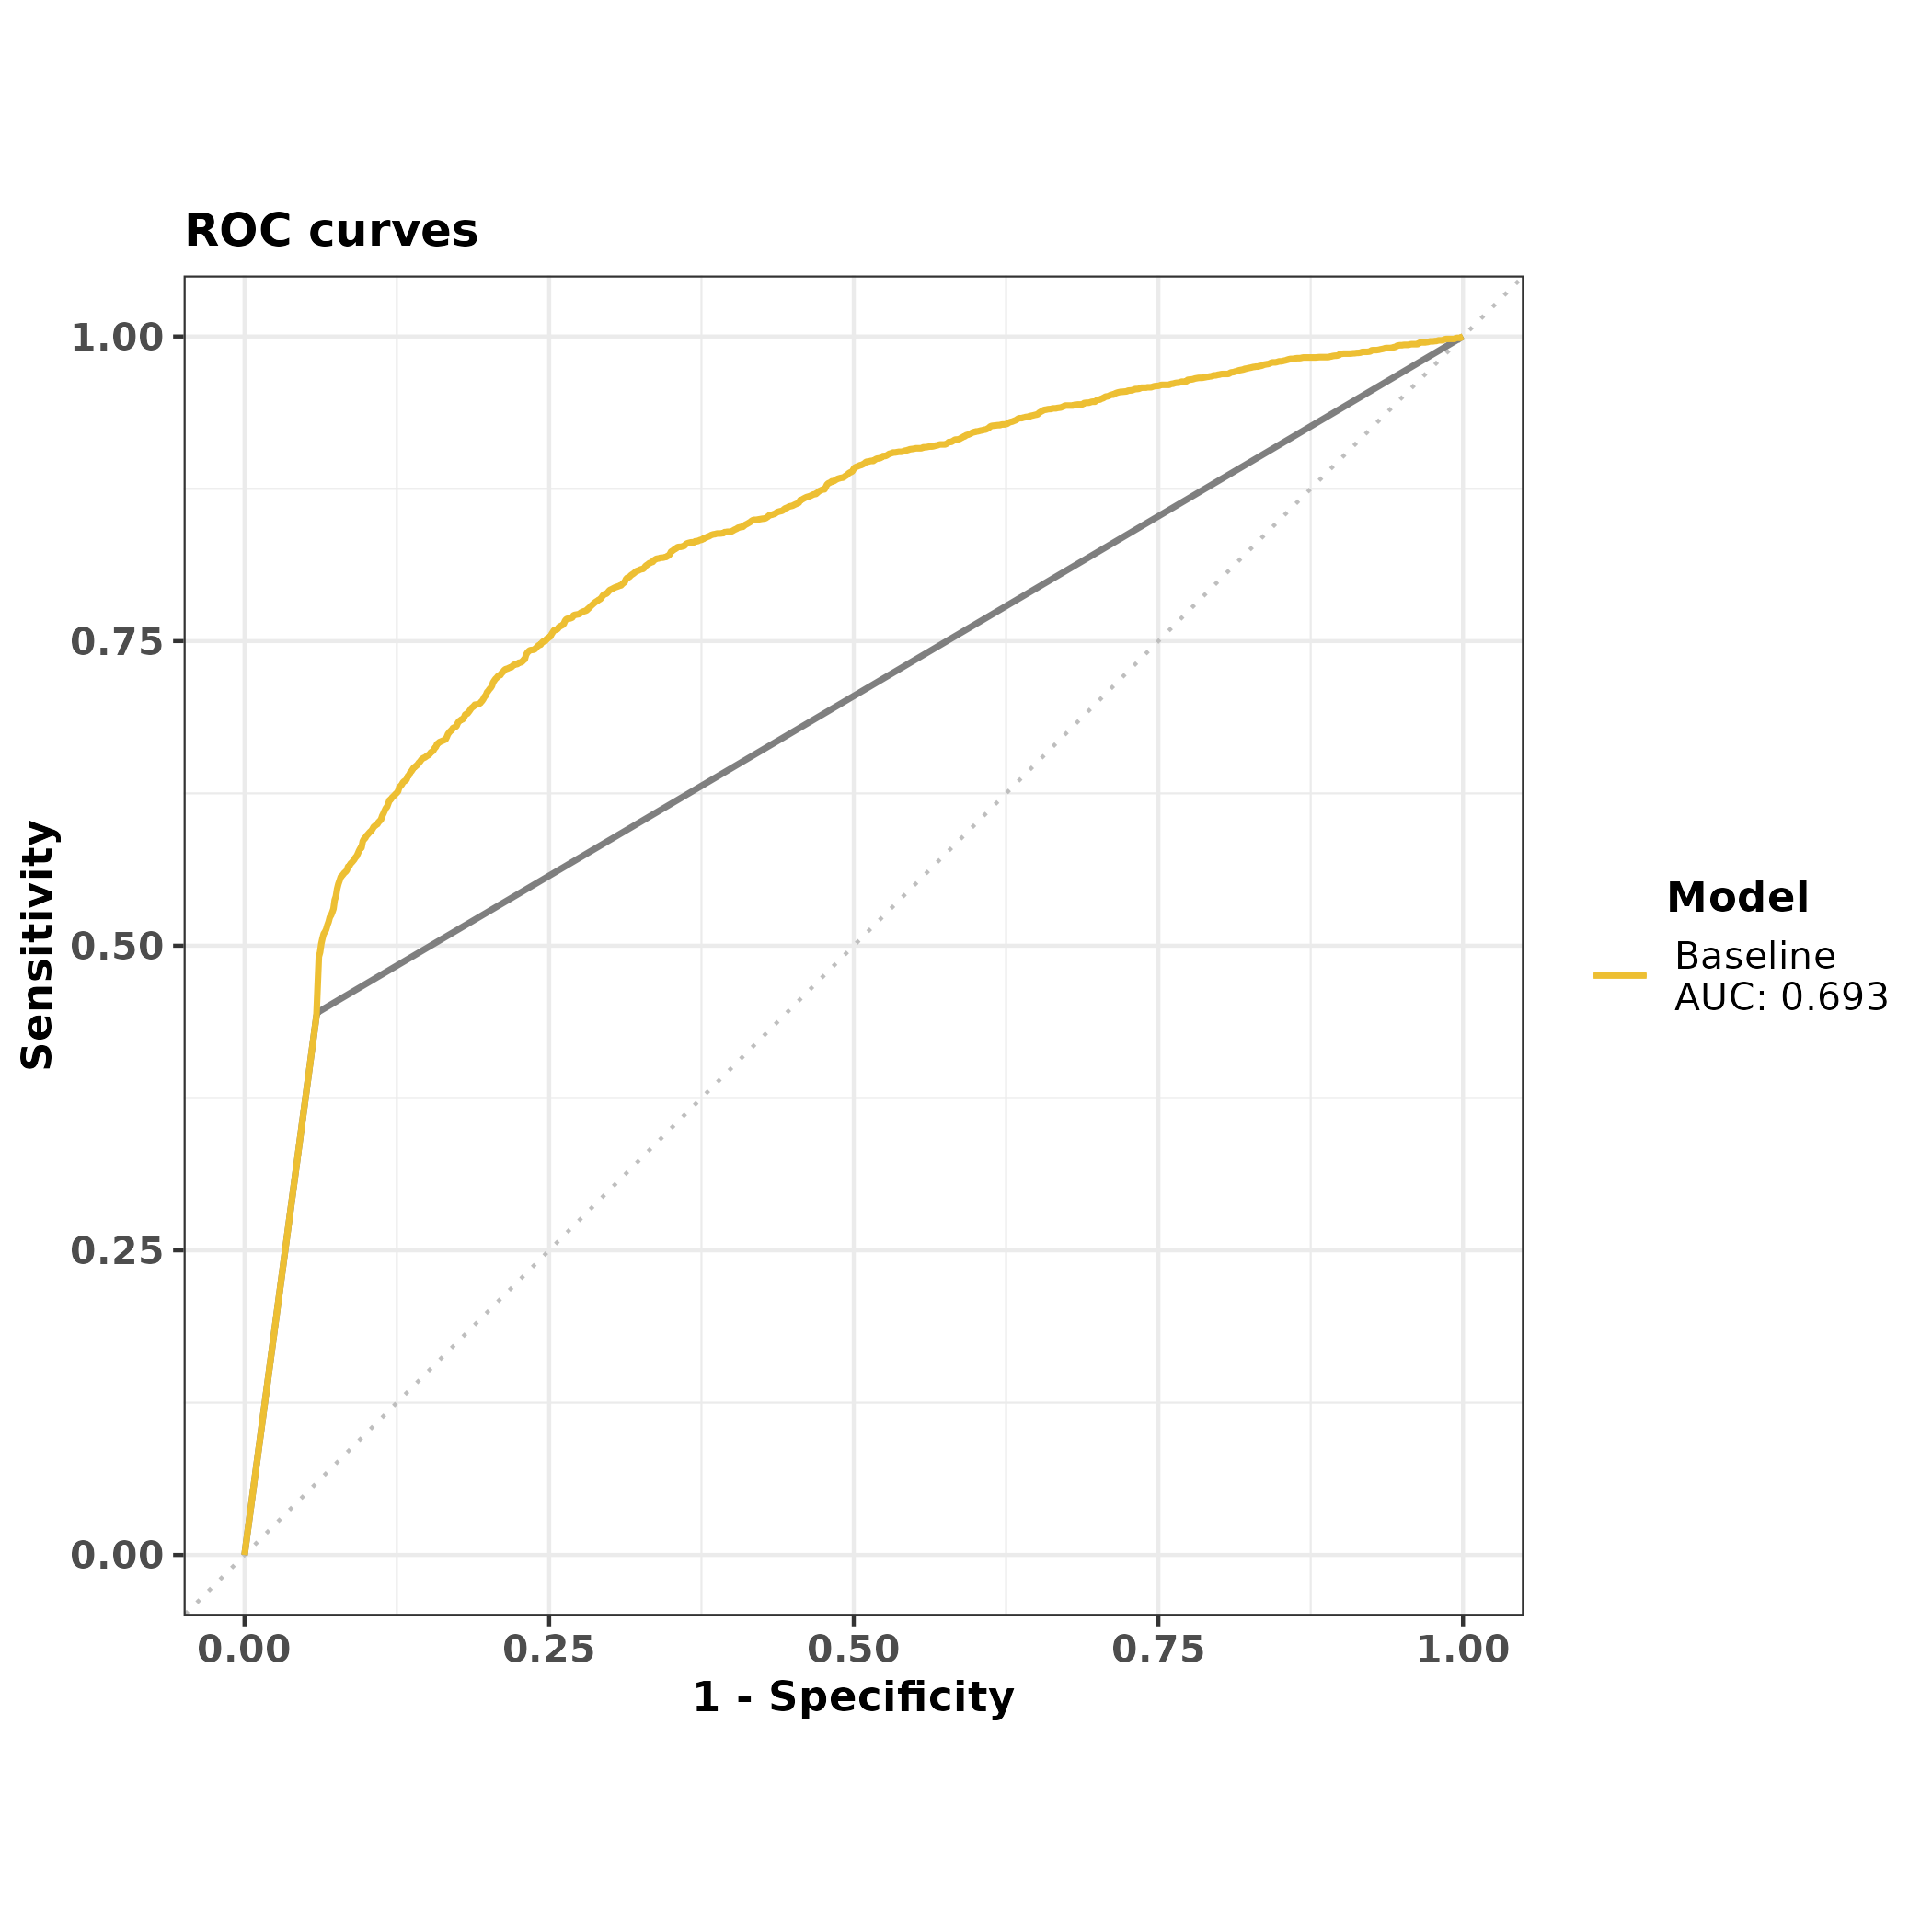 ROC curves
1.00
0.75
0.50
0.25
0.00
Sensitivity
0.00 0.25 0.50 0.75 1.00
1 - Specificity
Model
Baseline
AUC: 0.693